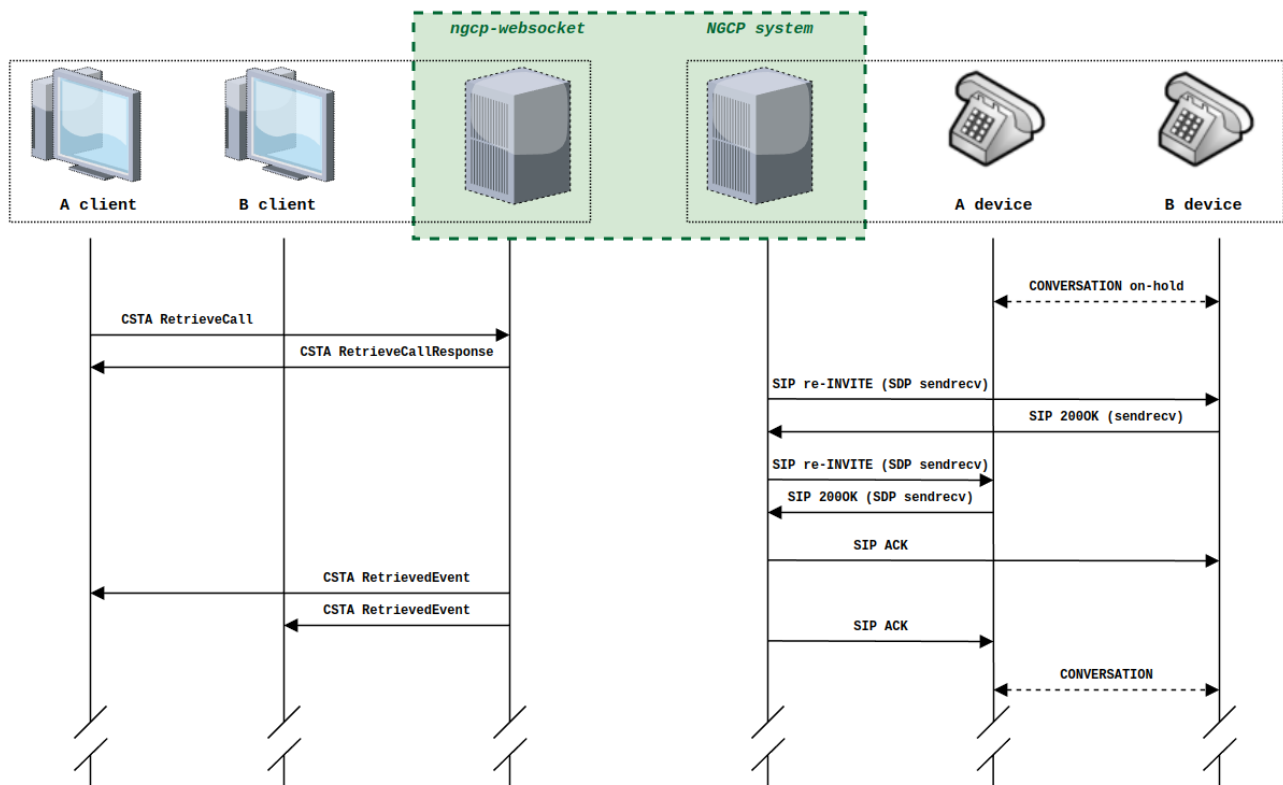 ngcp-websocket
NGCP system
A client
B client
A device
B device
CONVERSATION on-hold
CSTA RetrieveCall
CSTA RetrieveCallResponse
SIP re-INVITE (SDP sendrecv)
SIP 200OK (sendrecv)
SIP re-INVITE (SDP sendrecv)
SIP 200OK (SDP sendrecv)
SIP ACK
CSTA RetrievedEvent
CSTA RetrievedEvent
SIP ACK
CONVERSATION